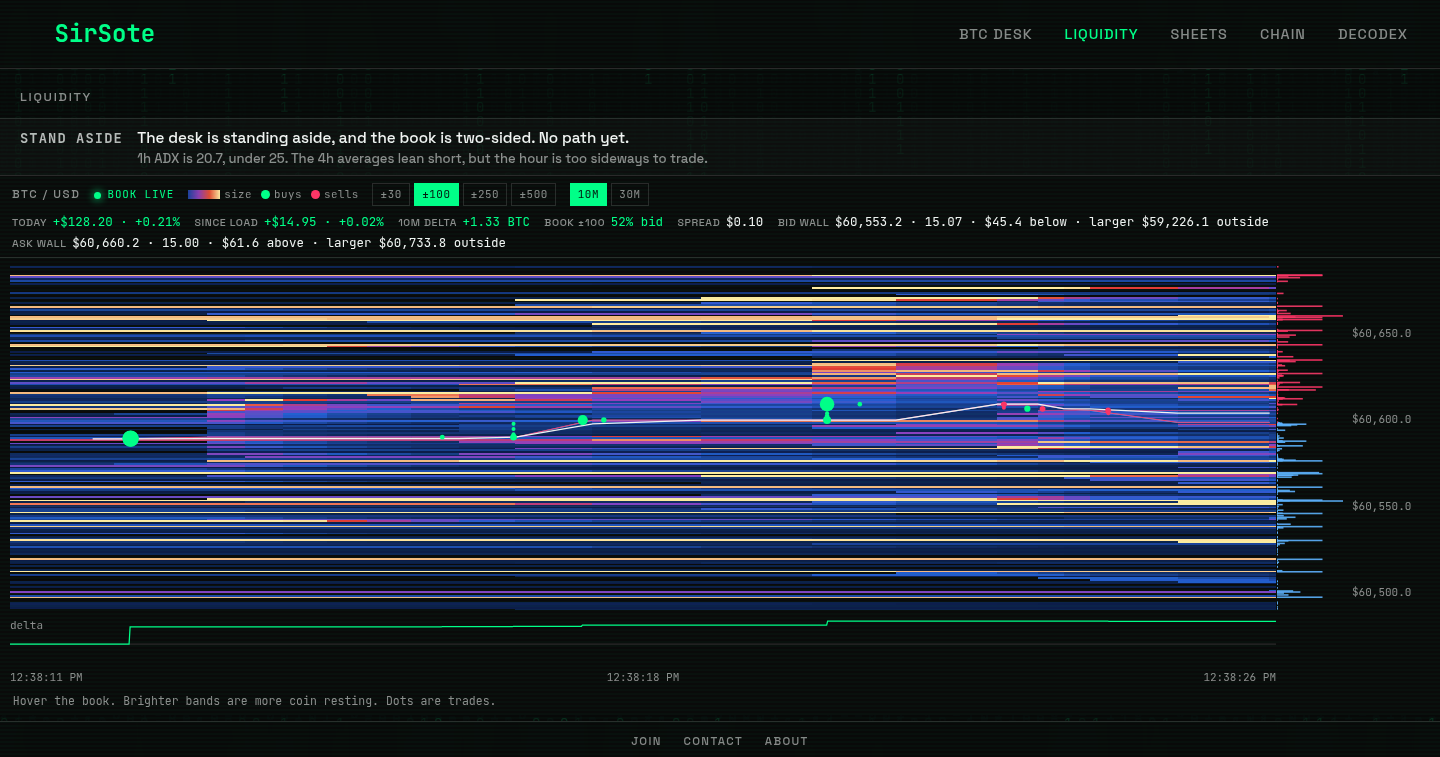 SirSote
BTC DESK LIQUIDITY SHEETS CHAIN DECODEX
LIQUIDITY
STAND ASIDE The desk is standing aside, and the book is two-sided. No path yet.
1h ADX is 20.7, under 25. The 4h averages lean short, but the hour is too sideways to trade.
BTC / USD BOOK LIVE size buys sells ±30 ±100 ±250 ±500 10M 30M
TODAY +$128.20 · +0.21% SINCE LOAD +$14.95 · +0.02% 10M DELTA +1.33 BTC BOOK ±100 52% bid SPREAD $0.10 BID WALL $60,553.2 · 15.07 · $45.4 below · larger $59,226.1 outside
ASK WALL $60,660.2 · 15.00 · $61.6 above · larger $60,733.8 outside
$60,650.0
$60,600.0
$60,550.0
$60,500.0
delta
12:38:11 PM 12:38:18 PM 12:38:26 PM
Hover the book. Brighter bands are more coin resting. Dots are trades.
JOIN CONTACT ABOUT